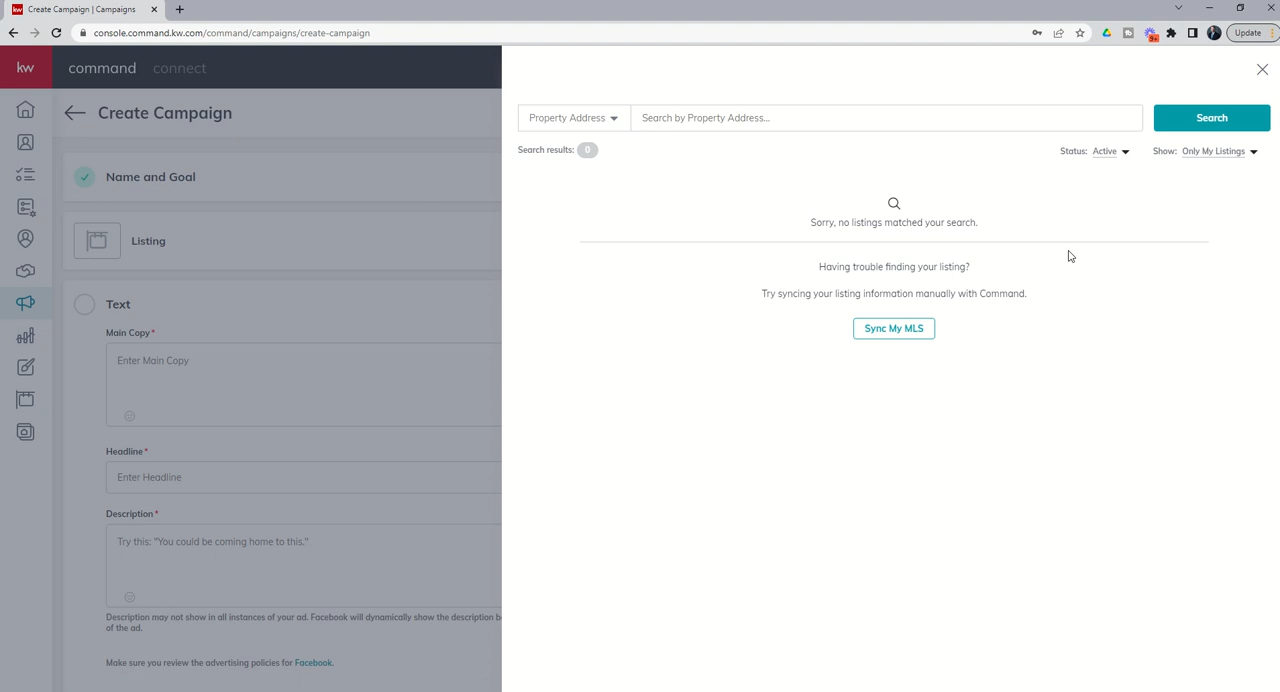 kw Create Campaign | Campaigns
console.command.kw.com/command/campaigns/create-campaign
9+
Update
kw command connect
Create Campaign
Name and Goal
Listing
Text
Main Copy*
Enter Main Copy
Headline*
Enter Headline
Description*
Try this: "You could be coming home to this."
Description may not show in all instances of your ad. Facebook will dynamically show the description b
of the ad.
Make sure you review the advertising policies for Facebook.
Property Address
Search by Property Address...
Search
Search results: 0
Status: Active
Show: Only My Listings
Sorry, no listings matched your search.
Having trouble finding your listing?
Try syncing your listing information manually with Command.
Sync My MLS